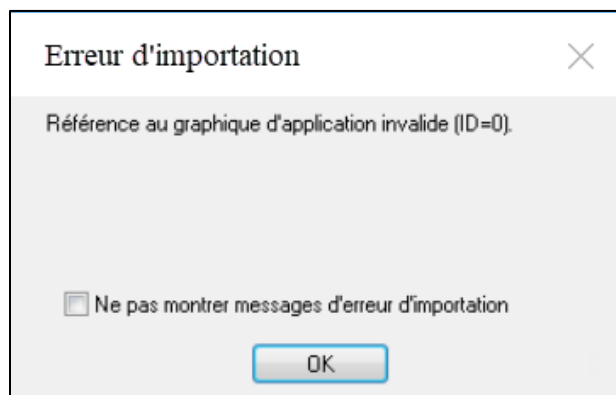 Erreur d'importation
Référence au graphique d'application invalide (ID=0).
Ne pas montrer messages d'erreur d'importation
OK